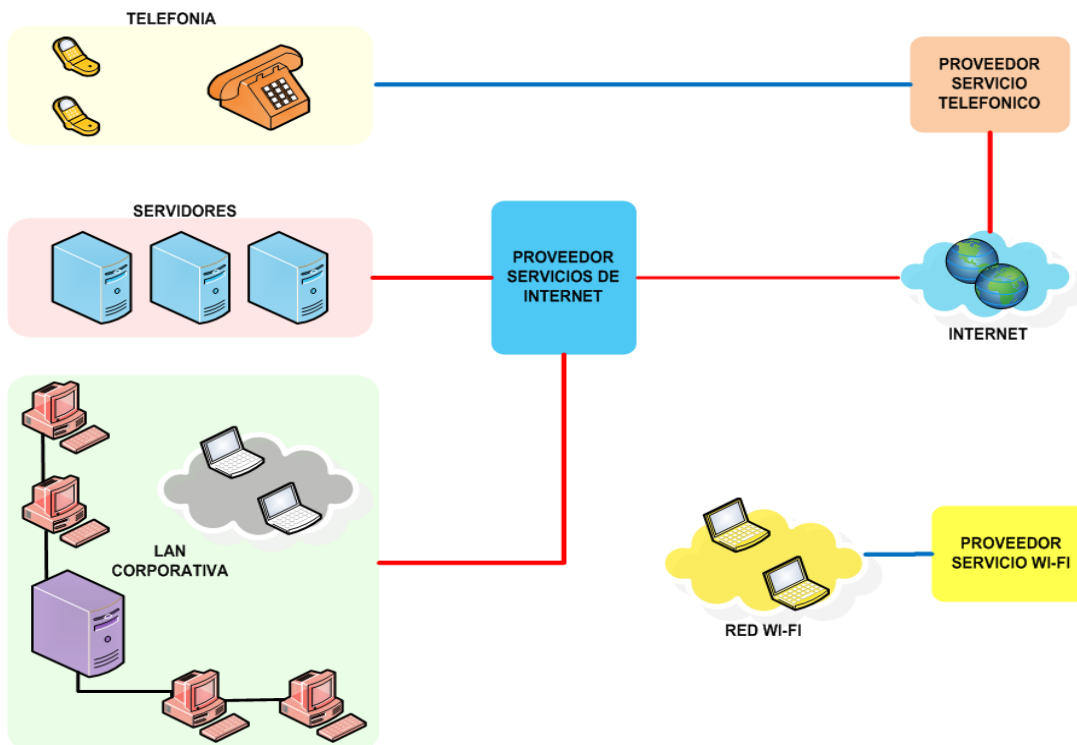 TELEFONIA
PROVEEDOR
SERVICIO
TELEFONICO
SERVIDORES
PROVEEDOR
SERVICIOS DE
INTERNET
INTERNET
LAN
CORPORATIVA
PROVEEDOR
SERVICIO WI-FI
RED WI-FI